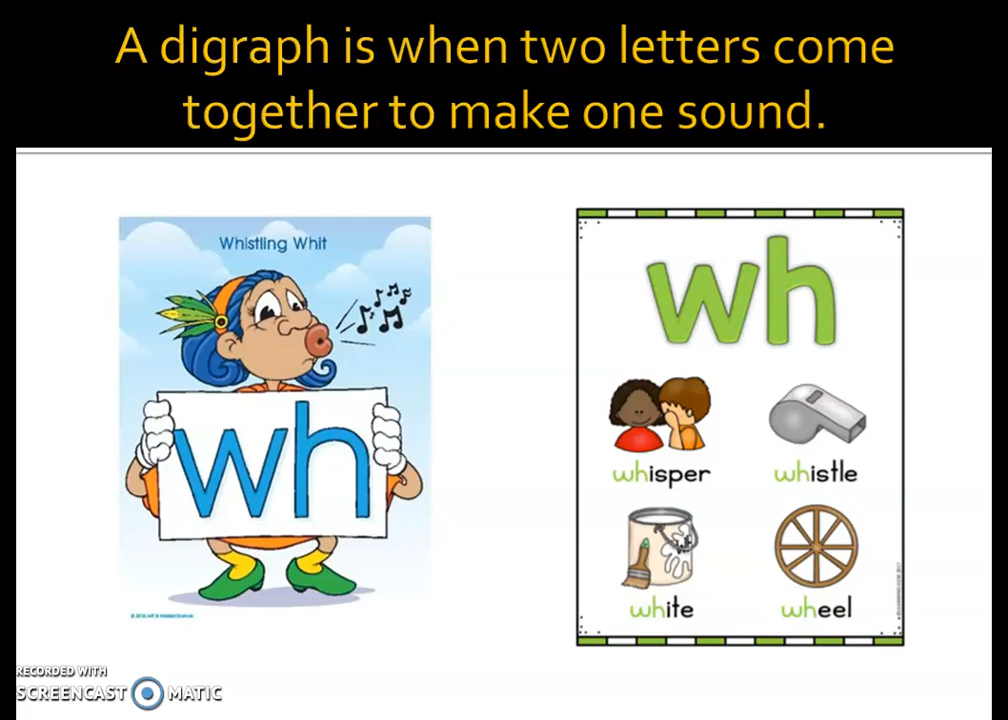 A digraph is when two letters come
together to make one sound.
Whistling Whit
wh
wh
whisper
whistle
white
wheel
RECORDED WITH
SCREENCAST MATIC